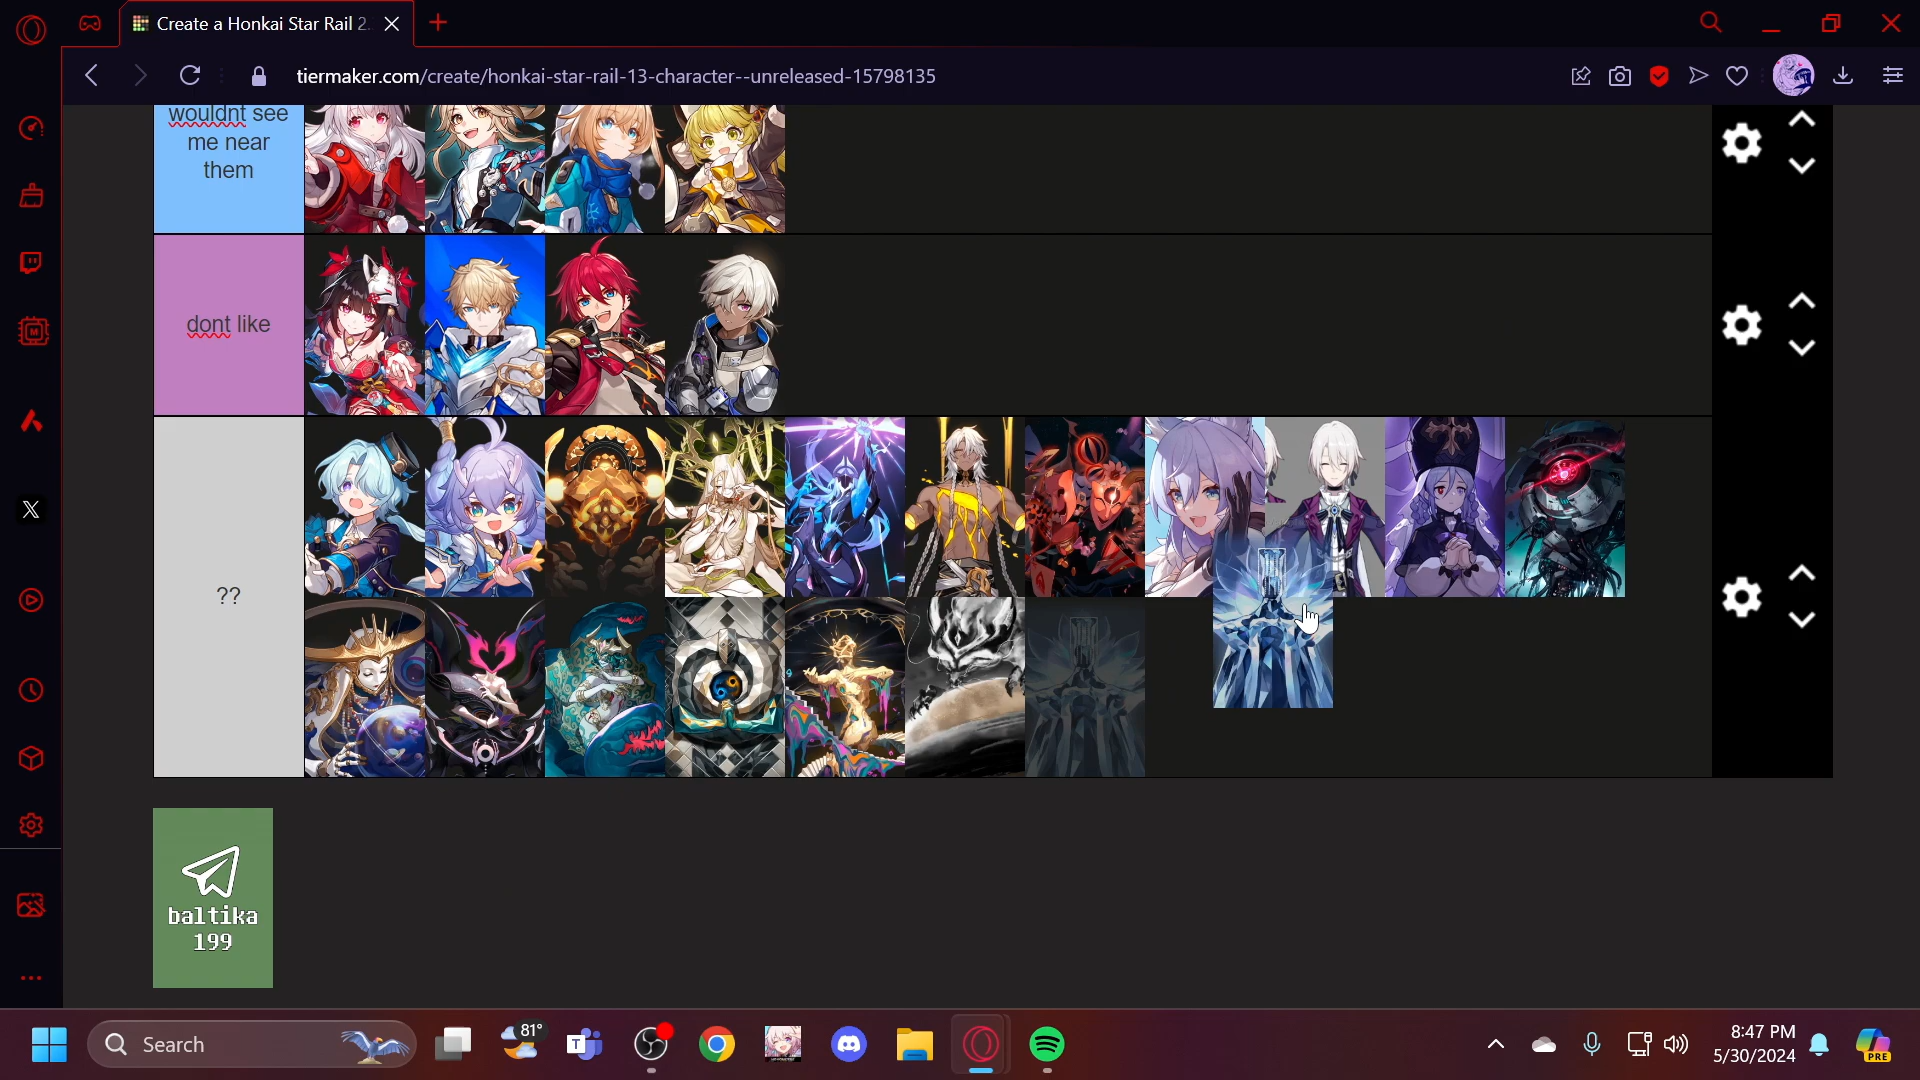 Create a Honkai Star Rail 2.
tiermaker.com/create/honkai-star-rail-13-character--unreleased-15798135
wouldnt see
me near
them
dont like
??
baltika
199
Search
81°
8:47 PM
5/30/2024
PRE